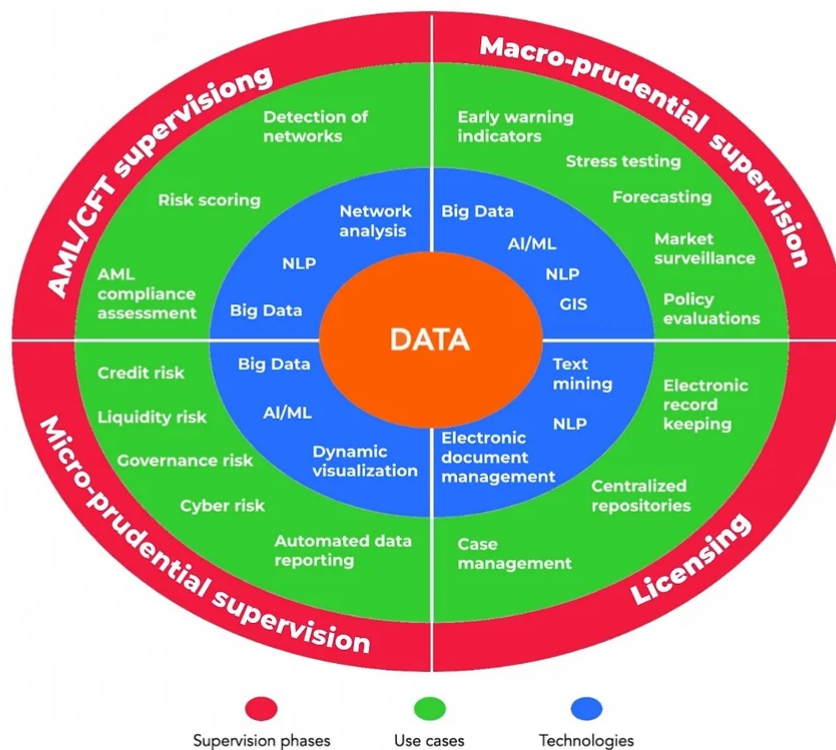 AML/CFT supervisiong
Macro-prudential supervision
Detection of
networks
Risk scoring
AML
compliance
assessment
Network
analysis
NLP
Big Data
Early warning
indicators
Stress testing
Forecasting
Market
surveillance
Policy
evaluations
Big Data
AI/ML
NLP
GIS
DATA
Credit risk
Liquidity risk
Governance risk
Cyber risk
Automated data
reporting
Big Data
AI/ML
Dynamic
visualization
Micro-prudential supervision
Text
mining
NLP
Electronic
document
management
Electronic
record
keeping
Centralized
repositories
Case
management
Licensing
Supervision phases
Use cases
Technologies